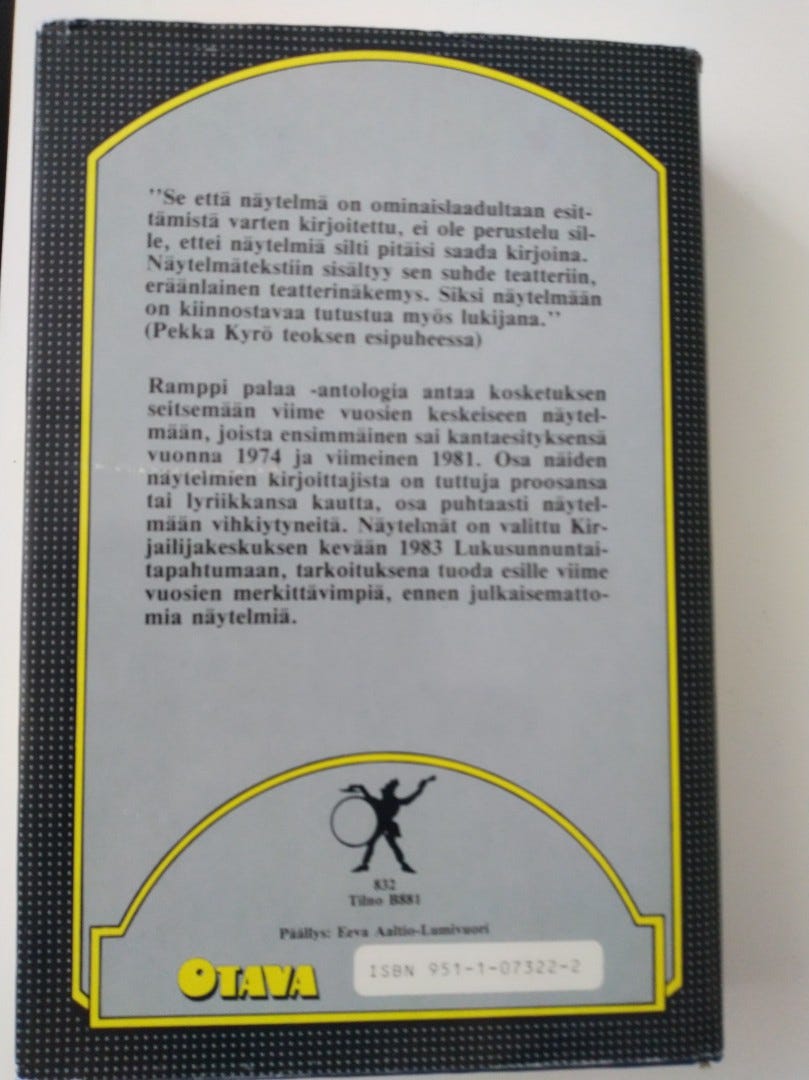 "Se että näytelmä on ominaislaadultaan esit-
tämistä varten kirjoitettu, ei ole perustelu sil-
le, ettei näytelmiä silti pitäisi saada kirjoina.
Näytelmätekstiin sisältyy sen suhde teatteriin,
eräänlainen teatterinäkemys. Siksi näytelmään
on kiinnostavaa tutustua myös lukijana."
(Pekka Kyrö teoksen esipuheessa)
Ramppi palaa -antologia antaa kosketuksen
seitsemään viime vuosien keskeiseen näytel-
mään, joista ensimmäinen sai kantaesityksensä
vuonna 1974 ja viimeinen 1981. Osa näiden
näytelmien kirjoittajista on tuttuja proosansa
tai lyriikkansa kautta, osa puhtaasti näytel-
mään vihkiytyneitä. Näytelmät on valittu Kir-
jailijakeskuksen kevään 1983 Lukusunnuntai-
tapahtumaan, tarkoituksena tuoda esille viime
vuosien merkittävimpiä, ennen julkaisematto-
mia näytelmiä.
832
Tilno B881
Päällys: Eeva Aaltio-Lumivuori
OTAVA
ISBN 951-1-07322-2